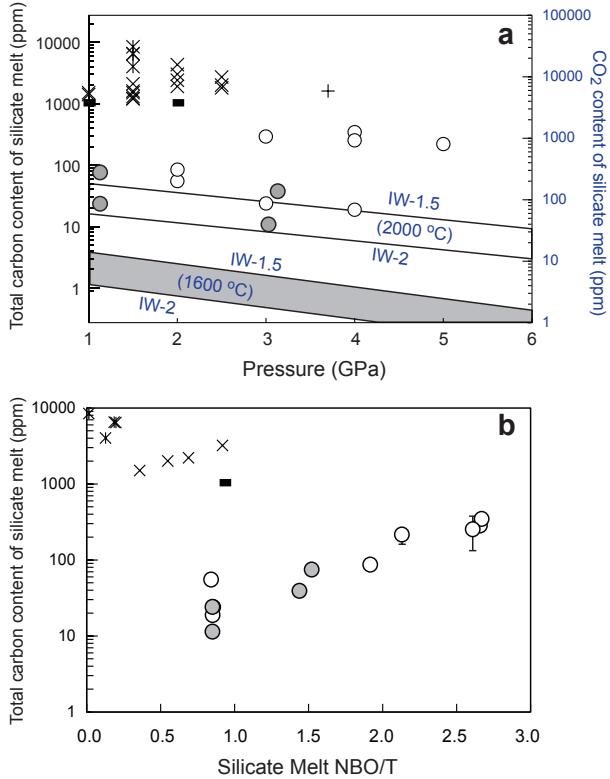 Total carbon content of silicate melt (ppm)
10000
1000
100
10
1
a
100000
10000
1000
100
10
1
CO2 content of silicate melt (ppm)
IW-1.5
(2000 ºC)
IW-2
IW-1.5
(1600 ºC)
IW-2
1 2 3 4 5 6
Pressure (GPa)
Total carbon content of silicate melt (ppm)
10000
1000
100
10
1
b
0.0 0.5 1.0 1.5 2.0 2.5 3.0
Silicate Melt NBO/T